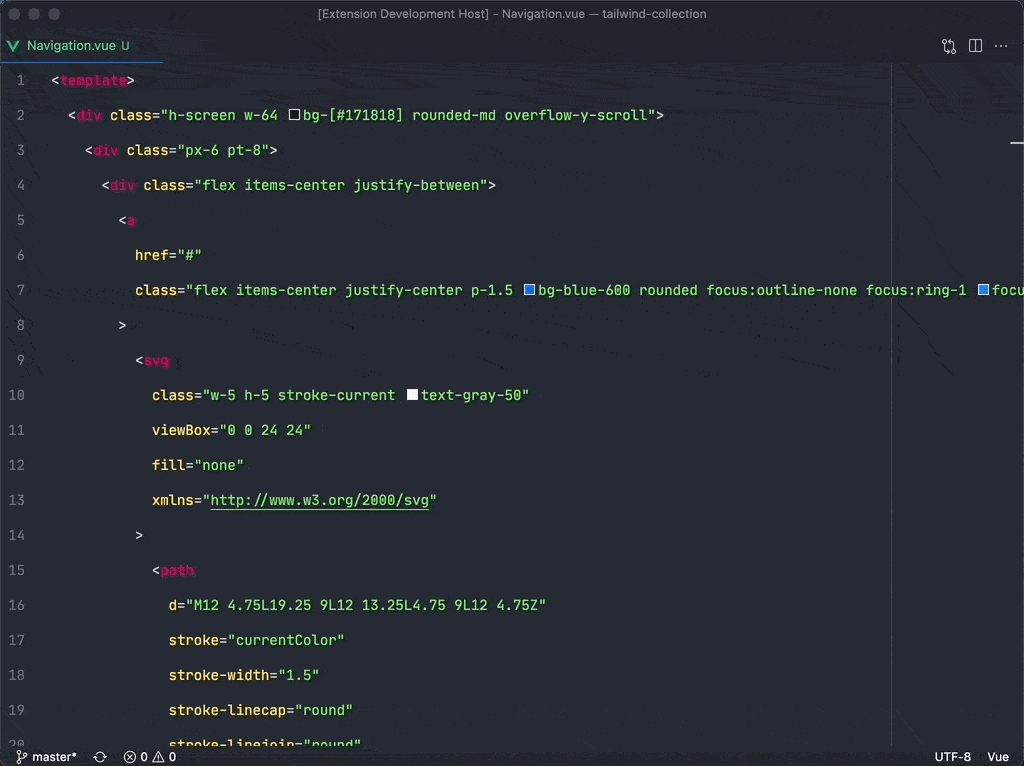 [Extension Development Host] – Navigation.vue — tailwind-collection
Navigation.vue U
1 <template>
2 <div class="h-screen w-64 bg-[#171818] rounded-md overflow-y-scroll">
3 <div class="px-6 pt-8">
4 <div class="flex items-center justify-between">
5 <a
6 href="#"
7 class="flex items-center justify-center p-1.5 bg-blue-600 rounded focus:outline-none focus:ring-1 focu
8 >
9 <svg
10 class="w-5 h-5 stroke-current text-gray-50"
11 viewBox="0 0 24 24"
12 fill="none"
13 xmlns="http://www.w3.org/2000/svg"
14 >
15 <path
16 d="M12 4.75L19.25 9L12 13.25L4.75 9L12 4.75Z"
17 stroke="currentColor"
18 stroke-width="1.5"
19 stroke-linecap="round"
20 stroke-linejoin="round"
master* 0 0 UTF-8 Vue